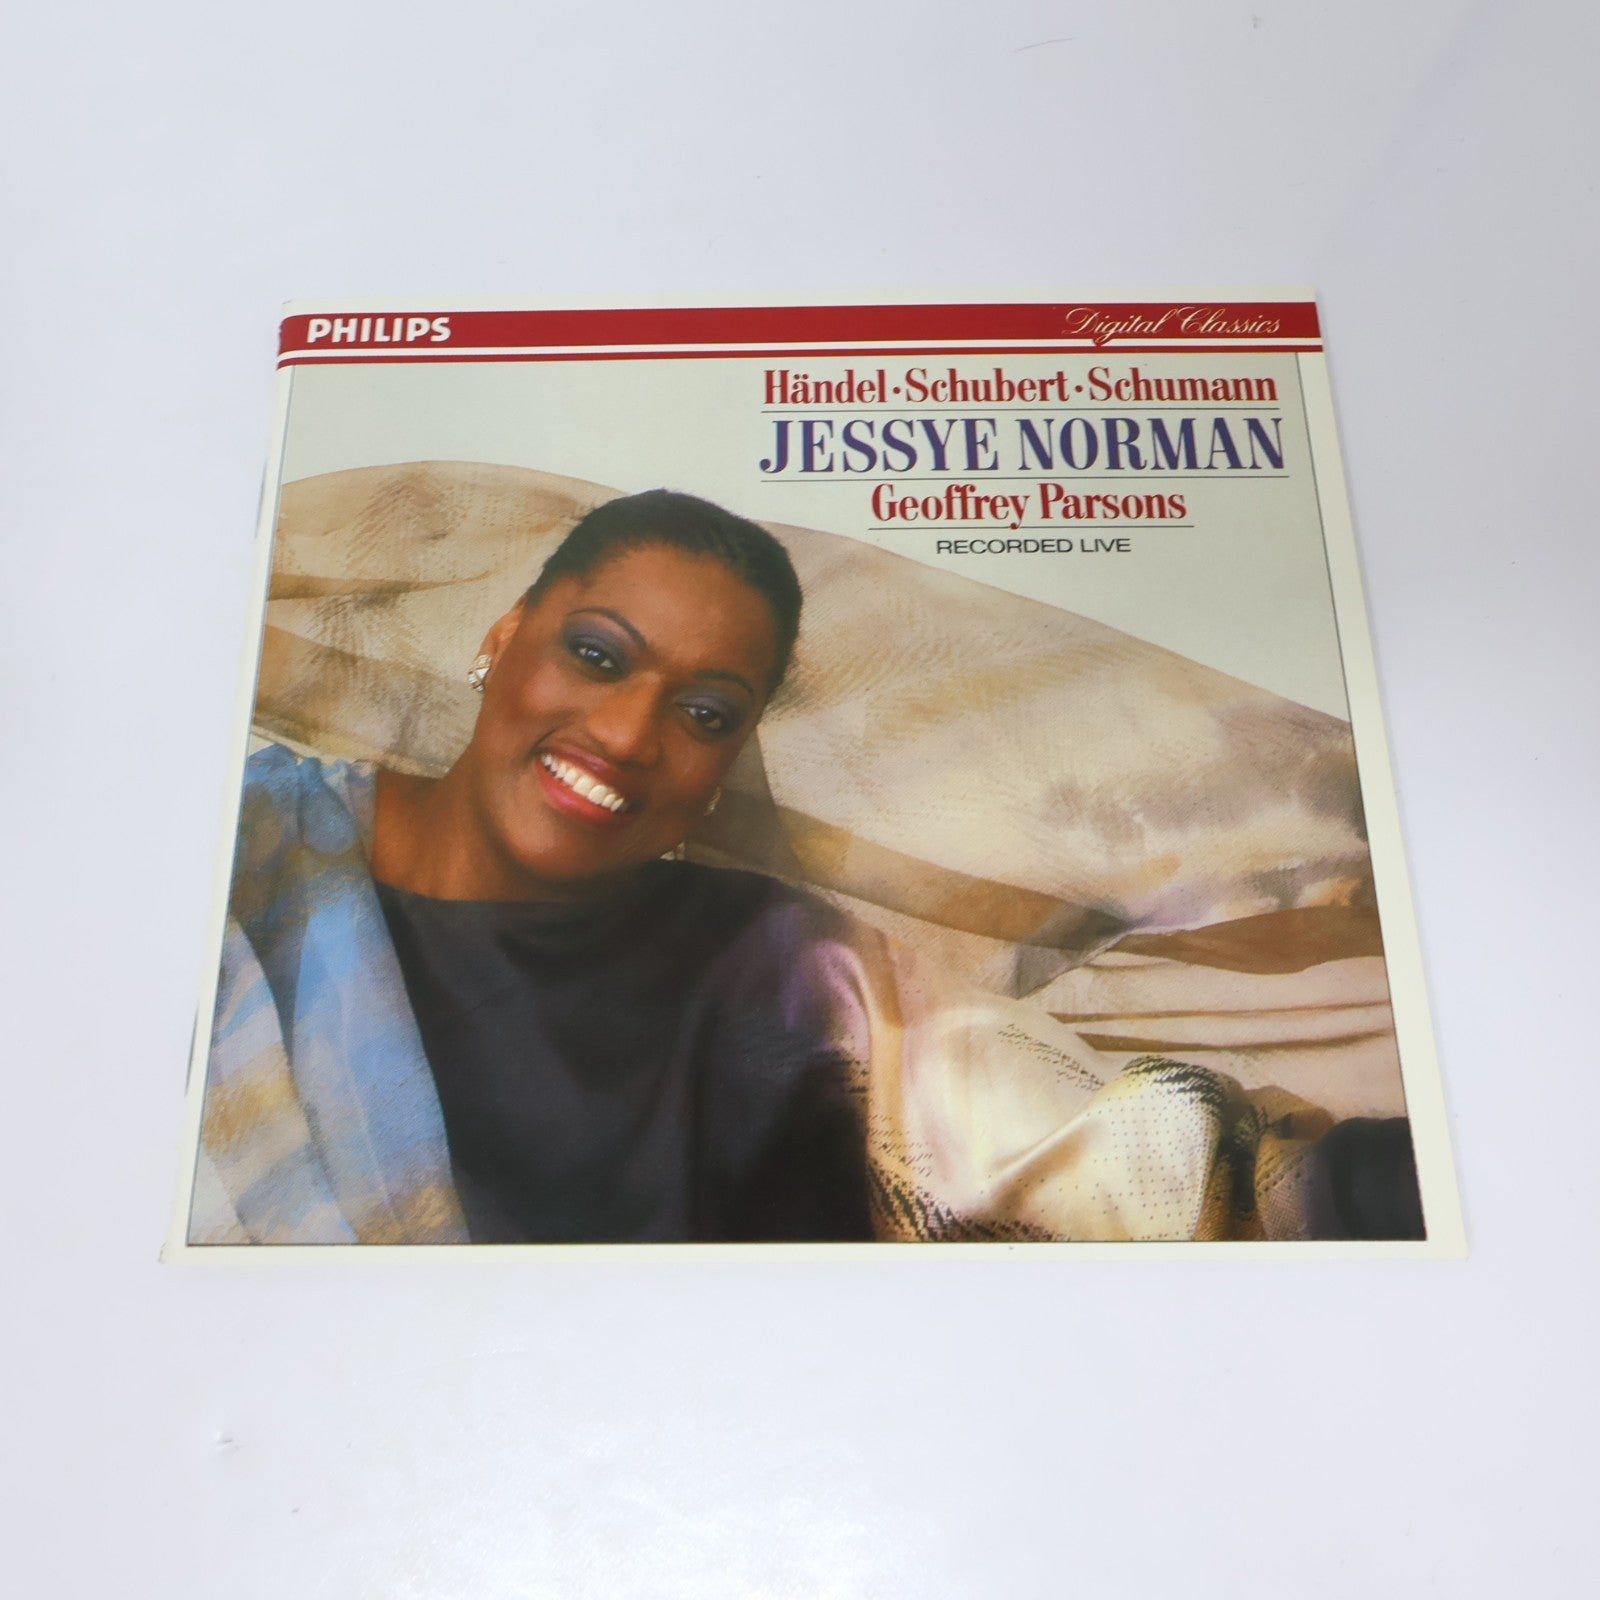 PHILIPS
Digital Classics
Händel · Schubert · Schumann
JESSYE NORMAN
Geoffrey Parsons
RECORDED LIVE